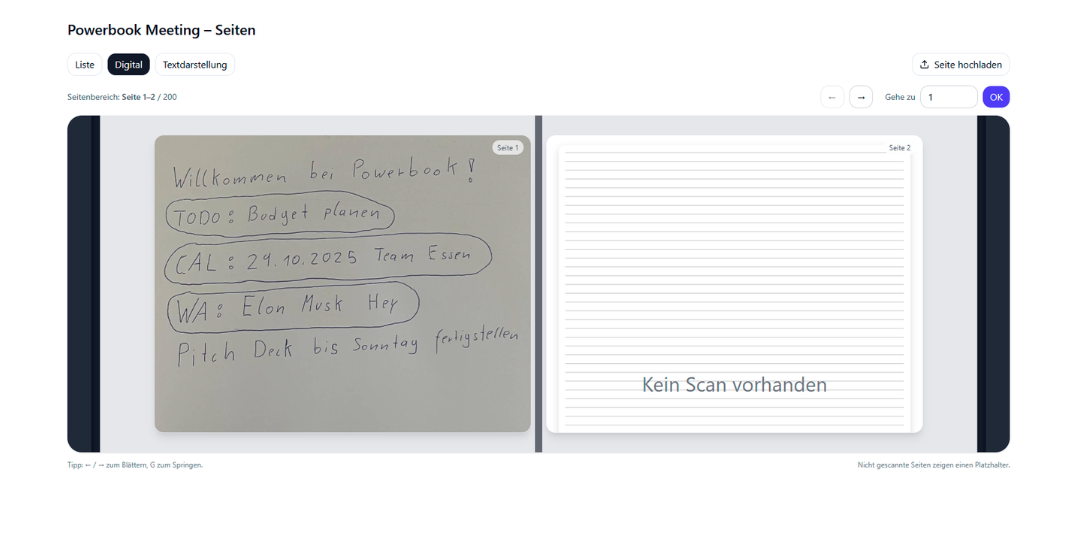 Powerbook Meeting – Seiten
Liste Digital Textdarstellung Seite hochladen
Seitenbereich: Seite 1–2 / 200 ← → Gehe zu 1 OK
Seite 1
Willkommen bei Powerbook!
TODO: Budget planen
CAL: 29.10.2025 Team Essen
WA: Elon Musk Hey
Pitch Deck bis Sonntag fertigstellen
Seite 2
Kein Scan vorhanden
Tipp: ← / → zum Blättern, G zum Springen.
Nicht gescannte Seiten zeigen einen Platzhalter.